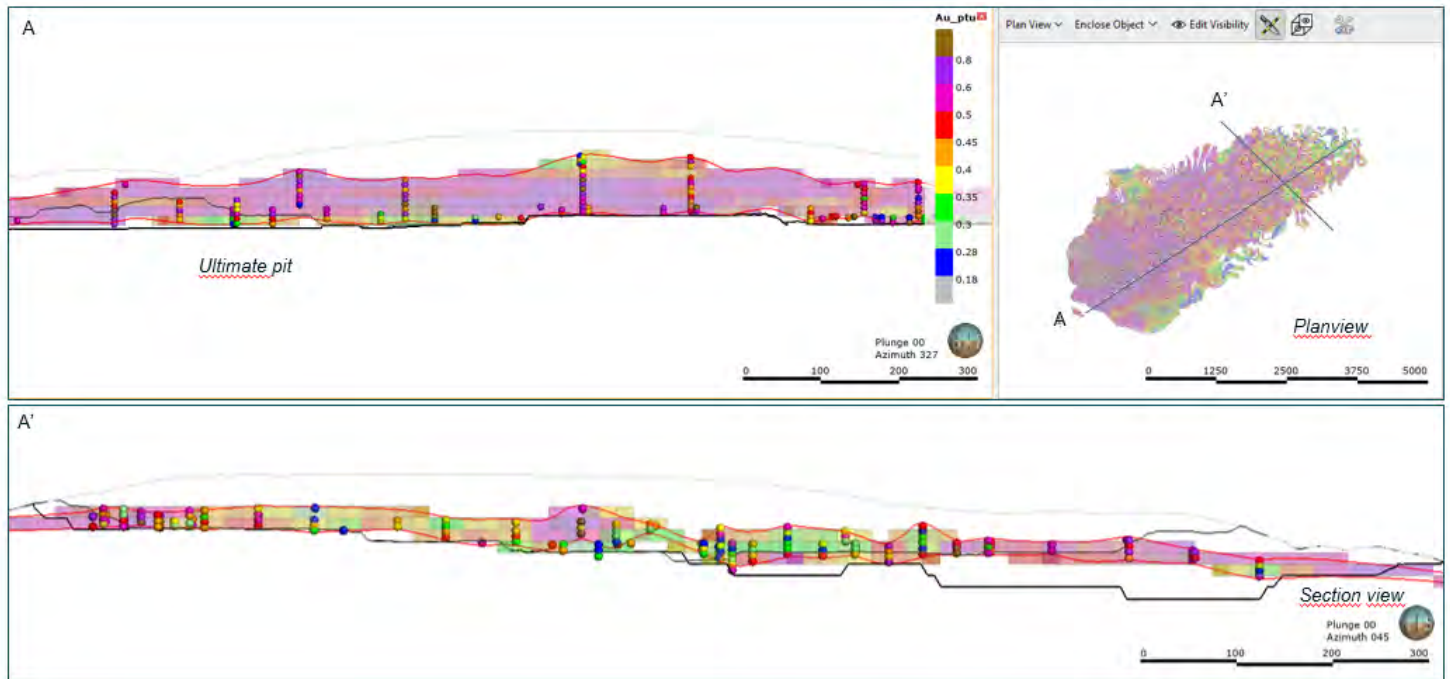 A
Au_ptu
0.8
0.6
0.5
0.45
0.4
0.35
0.3
0.28
0.18
Ultimate pit
Plunge 00
Azimuth 327
0 100 200 300
Plan View Enclose Object Edit Visibility
A'
A
Planview
0 1250 2500 3750 5000
A'
Section view
Plunge 00
Azimuth 045
0 100 200 300